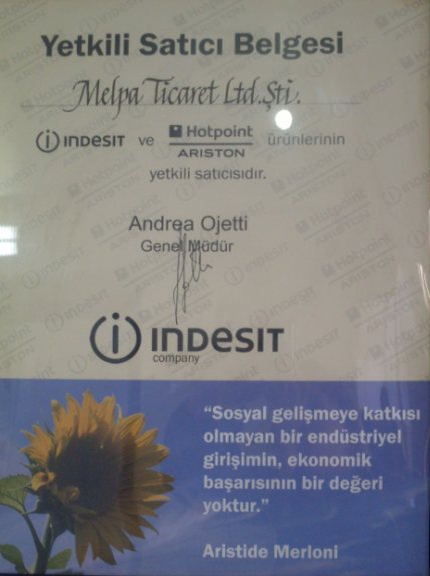 Yetkili Satıcı Belgesi
Melpa Ticaret Ltd.Şti.
indesit ve Hotpoint ARISTON ürünlerinin
yetkili satıcısıdır.
Andrea Ojetti
Genel Müdür
indesit
company
“Sosyal gelişmeye katkısı
olmayan bir endüstriyel
girişimin, ekonomik
başarısının bir değeri
yoktur.”
Aristide Merloni